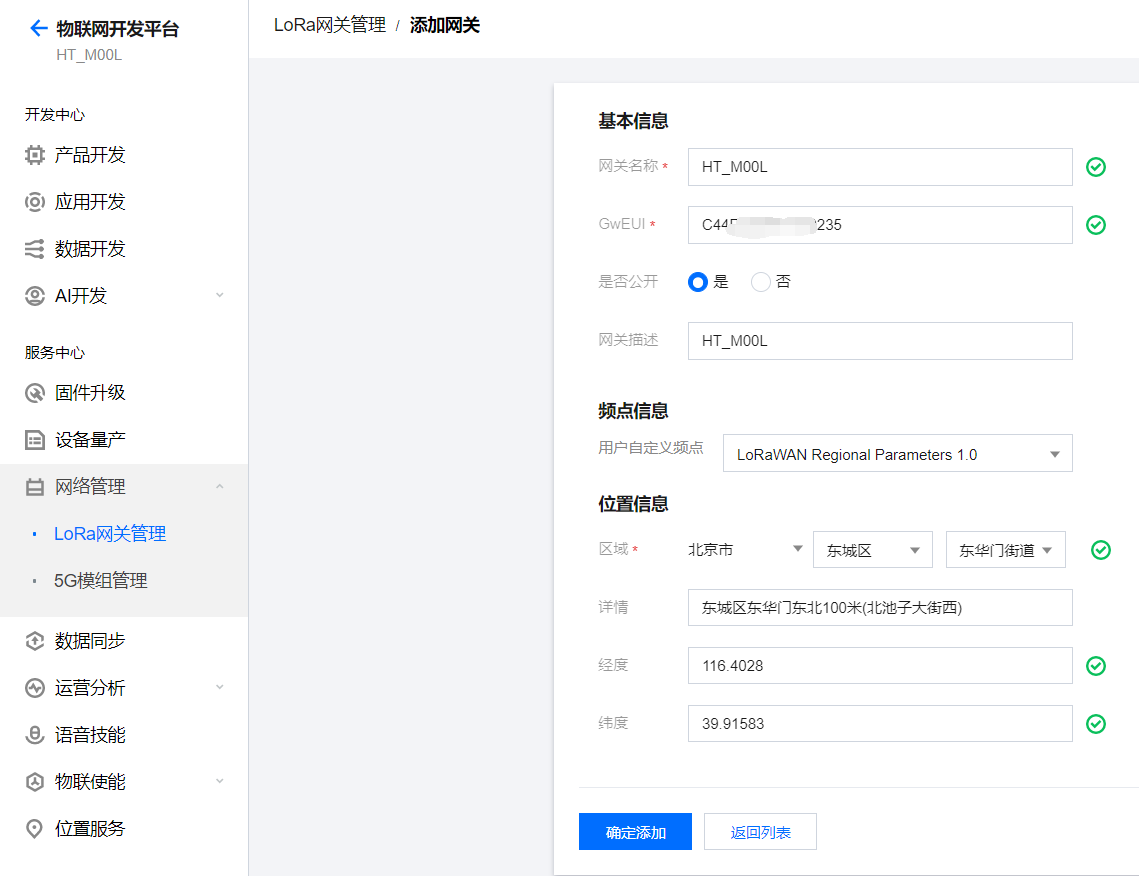 物联网开发平台
HT_M00L
开发中心
产品开发
应用开发
数据开发
AI开发
服务中心
固件升级
设备量产
网络管理
LoRa网关管理
5G模组管理
数据同步
运营分析
语音技能
物联使能
位置服务
LoRa网关管理 / 添加网关
基本信息
网关名称 * HT_M00L
GwEUI * C44 235
是否公开 是 否
网关描述 HT_M00L
频点信息
用户自定义频点 LoRaWAN Regional Parameters 1.0
位置信息
区域 * 北京市 东城区 东华门街道
详情 东城区东华门东北100米(北池子大街西)
经度 116.4028
纬度 39.91583
确定添加 返回列表